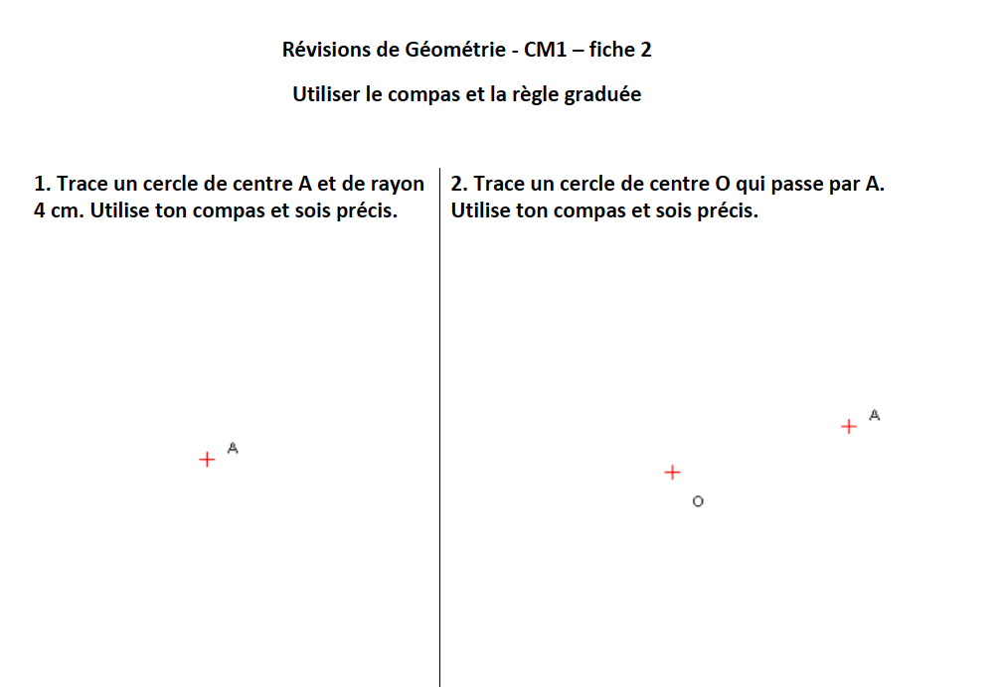 Révisions de Géométrie - CM1 – fiche 2
Utiliser le compas et la règle graduée
1. Trace un cercle de centre A et de rayon
4 cm. Utilise ton compas et sois précis.
A
2. Trace un cercle de centre O qui passe par A.
Utilise ton compas et sois précis.
A
O